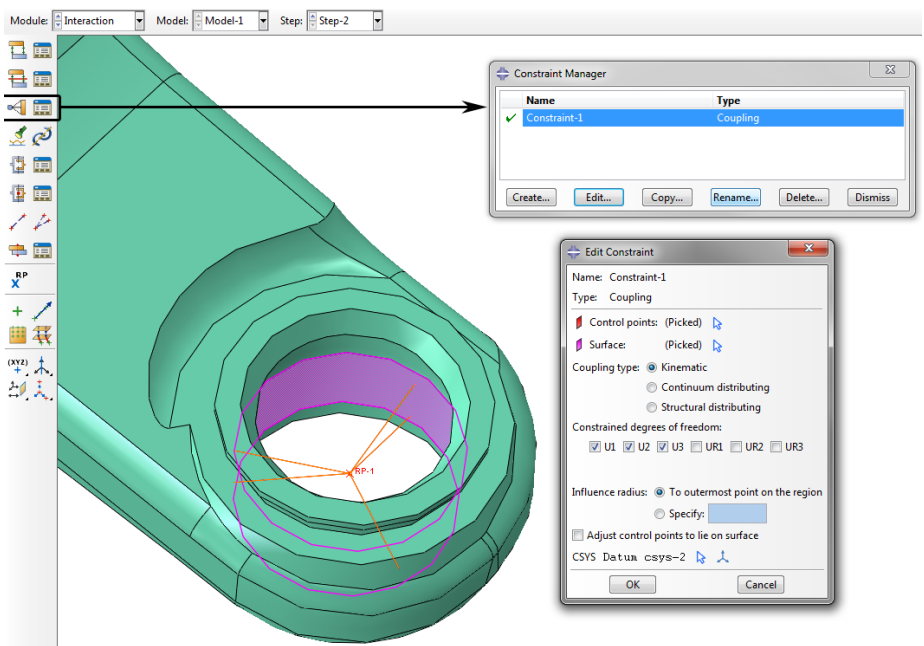 Module: Interaction Model: Model-1 Step: Step-2
Constraint Manager
Name Type
Constraint-1 Coupling
Create... Edit... Copy... Rename... Delete... Dismiss
Edit Constraint
Name: Constraint-1
Type: Coupling
Control points: (Picked)
Surface: (Picked)
Coupling type: Kinematic
Continuum distributing
Structural distributing
Constrained degrees of freedom:
U1 U2 U3 UR1 UR2 UR3
Influence radius: To outermost point on the region
Specify:
Adjust control points to lie on surface
CSYS Datum csys-2
OK Cancel
RP
X
(XYZ)
RP-1